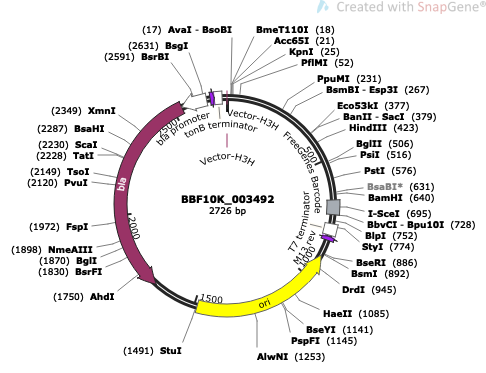 Created with SnapGene®
(17) AvaI - BsoBI
(2631) BsgI
(2591) BsrBI
BmeT110I (18)
Acc65I (21)
KpnI (25)
PflMI (52)
PpuMI (231)
BsmBI - Esp3I (267)
Eco53kI (377)
BanII - SacI (379)
HindIII (423)
BglII (506)
PsiI (516)
PstI (576)
BsaBI* (631)
BamHI (640)
I-SceI (695)
BbvCI - Bpu10I (728)
BlpI (752)
StyI (774)
BseRI (886)
BsmI (892)
DrdI (945)
HaeII (1085)
BseYI (1141)
PspFI (1145)
AlwNI (1253)
(1491) StuI
(1750) AhdI
(1830) BsrFI
(1870) BglI
(1898) NmeAIII
(1972) FspI
(2120) PvuI
(2149) TsoI
(2228) TatI
(2230) ScaI
(2287) BsaHI
(2349) XmnI
bla promoter
tonB terminator
Vector-H3H
Vector-H3H
FreeGenes Barcode
T7 terminator
M13 rev
ori
bla
500
1000
1500
2000
2500
BBF10K_003492
2726 bp